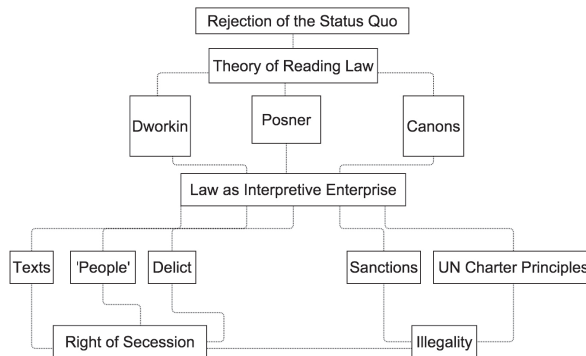 Rejection of the Status Quo
Theory of Reading Law
Dworkin
Posner
Canons
Law as Interpretive Enterprise
Texts
'People'
Delict
Sanctions
UN Charter Principles
Right of Secession
Illegality